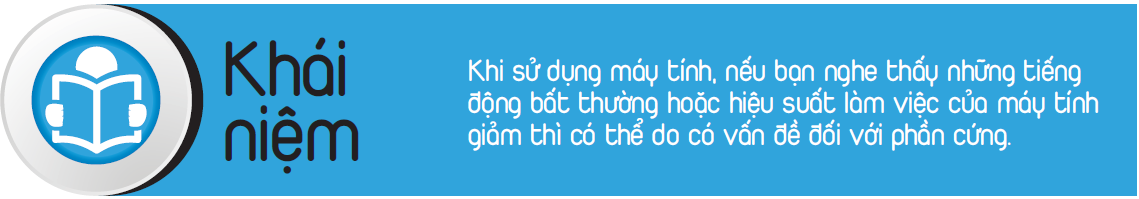 Khái
niệm
Khi sử dụng máy tính, nếu bạn nghe thấy những tiếng
động bất thường hoặc hiệu suất làm việc của máy tính
giảm thì có thể do có vấn đề đối với phần cứng.